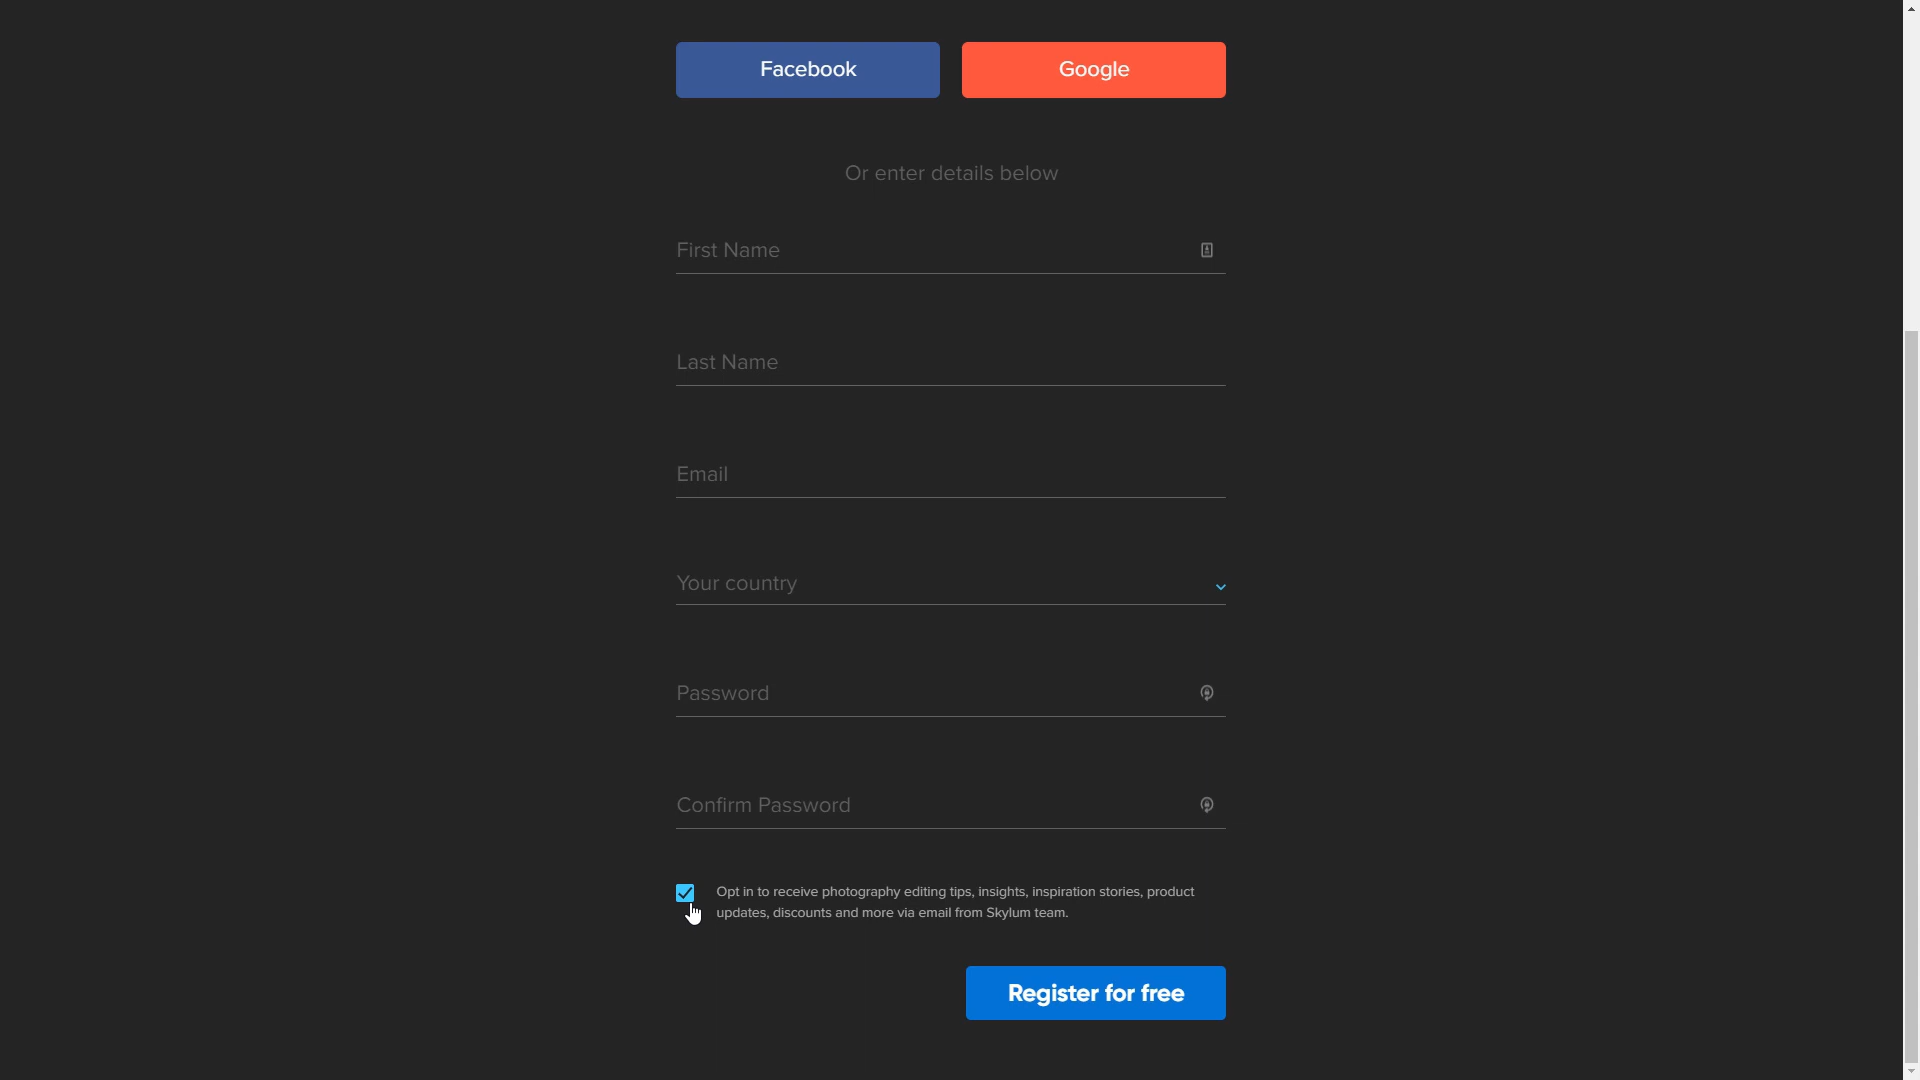 Facebook
Google
Or enter details below
First Name
Last Name
Email
Your country
Password
Confirm Password
Opt in to receive photography editing tips, insights, inspiration stories, product
updates, discounts and more via email from Skylum team.
Register for free